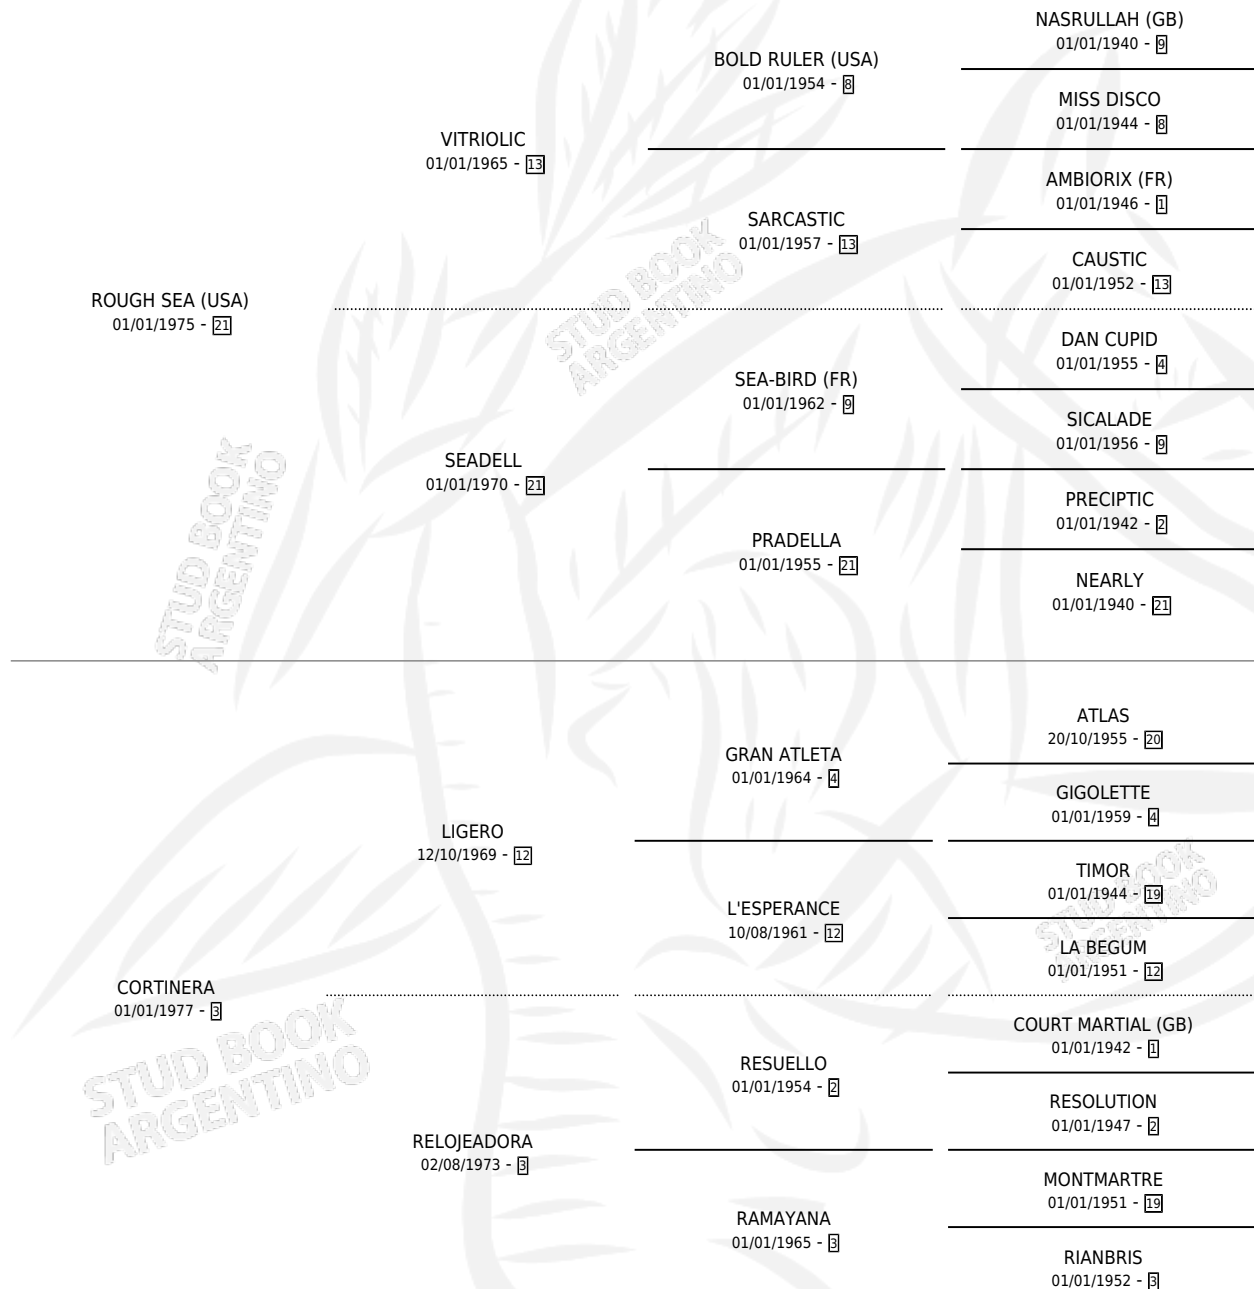 NASRULLAH (GB)
01/01/1940 - 9
BOLD RULER (USA)
01/01/1954 - 8
MISS DISCO
01/01/1944 - 8
VITRIOLIC
01/01/1965 - 13
AMBIORIX (FR)
01/01/1946 - 1
SARCASTIC
01/01/1957 - 13
CAUSTIC
01/01/1952 - 13
ROUGH SEA (USA)
01/01/1975 - 21
DAN CUPID
01/01/1955 - 4
SEA-BIRD (FR)
01/01/1962 - 9
SICALADE
01/01/1956 - 9
SEADELL
01/01/1970 - 21
PRECIPTIC
01/01/1942 - 2
PRADELLA
01/01/1955 - 21
NEARLY
01/01/1940 - 21
STUD BOOK
ARGENTINO
STUD BOOK
ARGENTINO
ATLAS
20/10/1955 - 20
GRAN ATLETA
01/01/1964 - 4
GIGOLETTE
01/01/1959 - 4
LIGERO
12/10/1969 - 12
TIMOR
01/01/1944 - 19
L'ESPERANCE
10/08/1961 - 12
LA BEGUM
01/01/1951 - 12
CORTINERA
01/01/1977 - 3
COURT MARTIAL (GB)
01/01/1942 - 1
RESUELLO
01/01/1954 - 2
RESOLUTION
01/01/1947 - 2
RELOJEADORA
02/08/1973 - 3
MONTMARTRE
01/01/1951 - 19
RAMAYANA
01/01/1965 - 3
RIANBRIS
01/01/1952 - 3
STUD BOOK
ARGENTINO
STUD BOOK
ARGENTINO